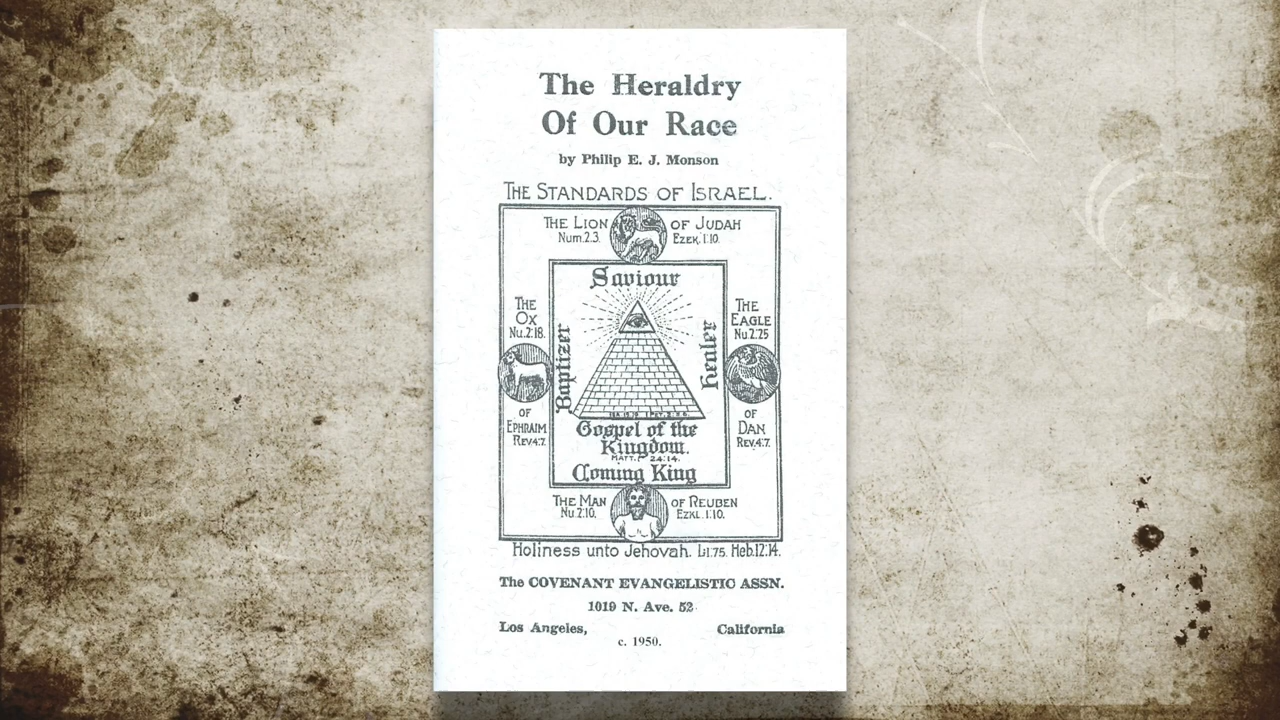 The Heraldry
Of Our Race
by Philip E. J. Monson
THE STANDARDS OF ISRAEL.
THE LION OF JUDAH
Num.2.3. EZEK.1:10.
Saviour
THE
OX
Nu.2:18.
THE
EAGLE
Nu.2:25
Baptizer
Healer
OF
EPHRAIM
REV.4:7.
OF
DAN
REV.4:7.
Gospel of the
Kingdom.
MATT. 24:14.
Coming King
THE MAN OF REUBEN
Nu.2:10. EZKL.1:10.
Holiness unto Jehovah. Heb.12:14.
The COVENANT EVANGELISTIC ASSN.
1019 N. Ave. 52
Los Angeles, California
c. 1950.